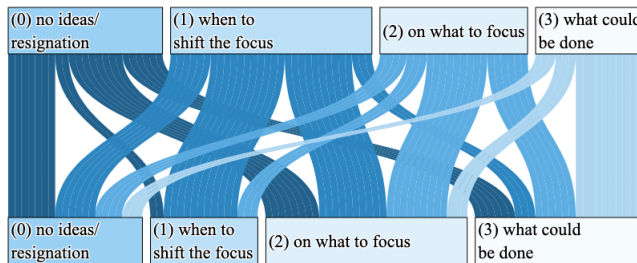 (0) no ideas/
resignation
(1) when to
shift the focus
(2) on what to focus
(3) what could
be done
(0) no ideas/
resignation
(1) when to
shift the focus
(2) on what to focus
(3) what could
be done